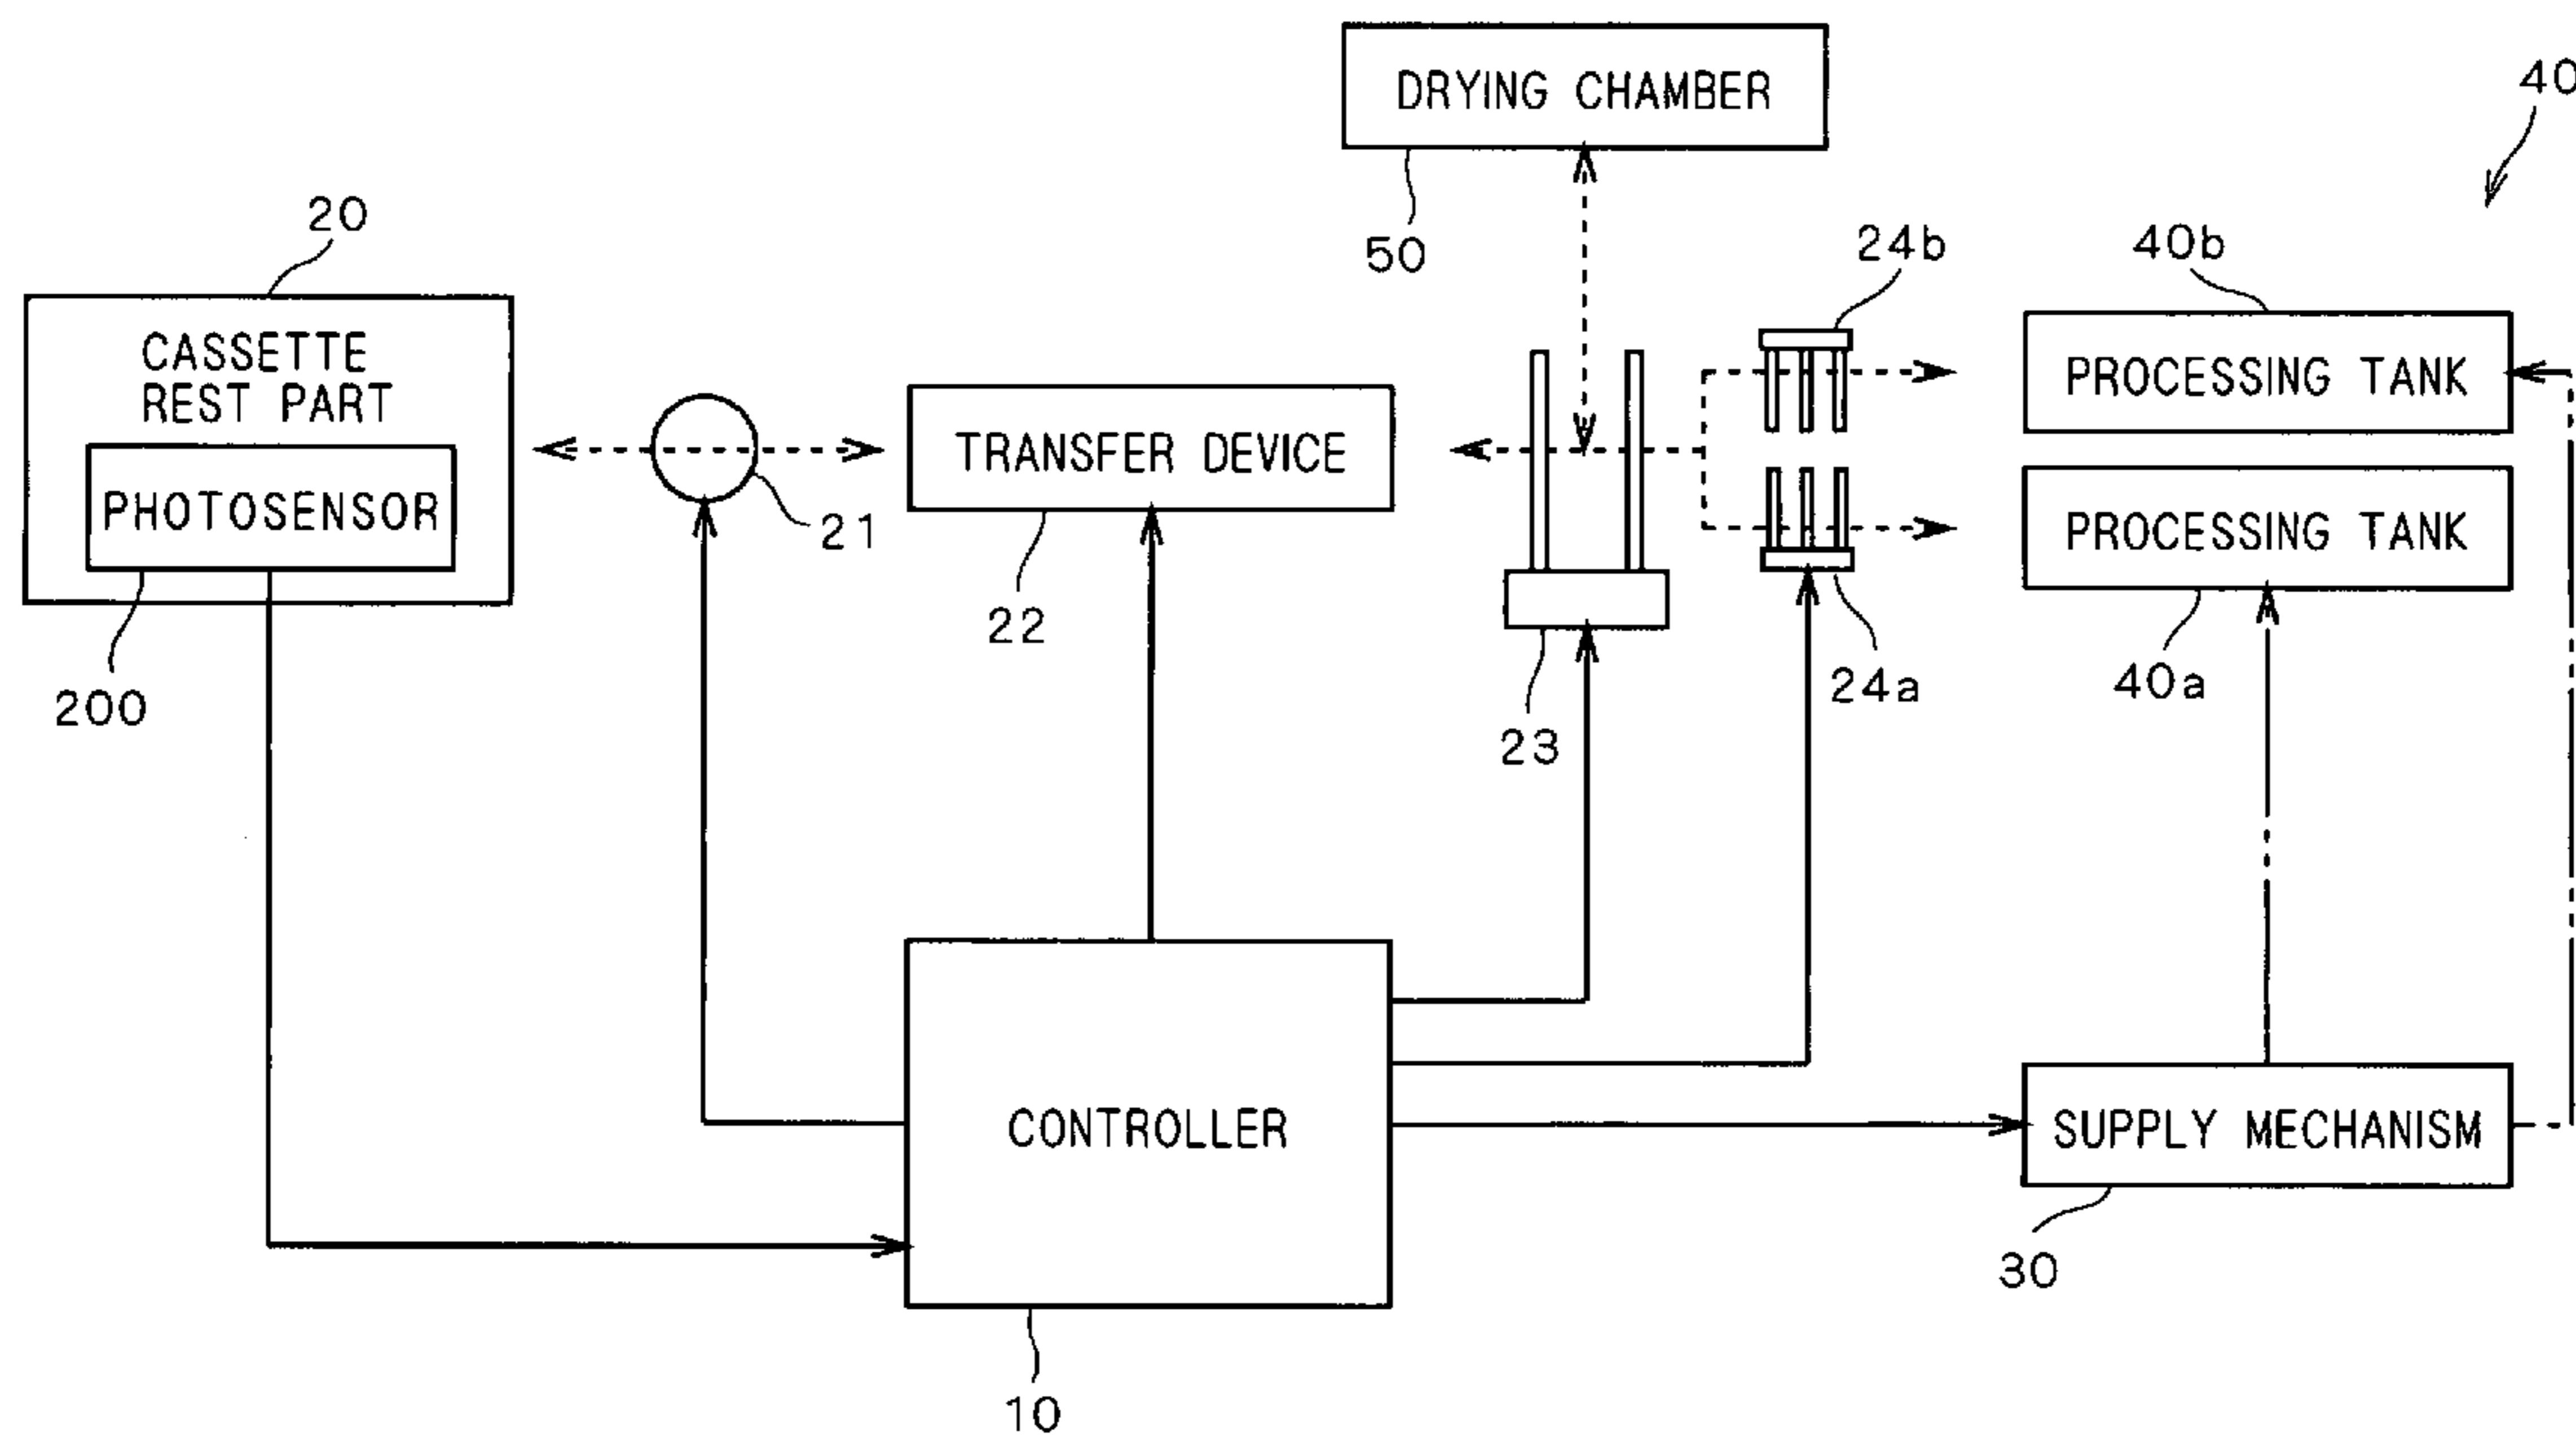 DRYING CHAMBER
50
40
20
CASSETTE
REST PART
PHOTOSENSOR
200
21
TRANSFER DEVICE
22
23
24b
24a
40b
PROCESSING TANK
PROCESSING TANK
40a
CONTROLLER
10
SUPPLY MECHANISM
30